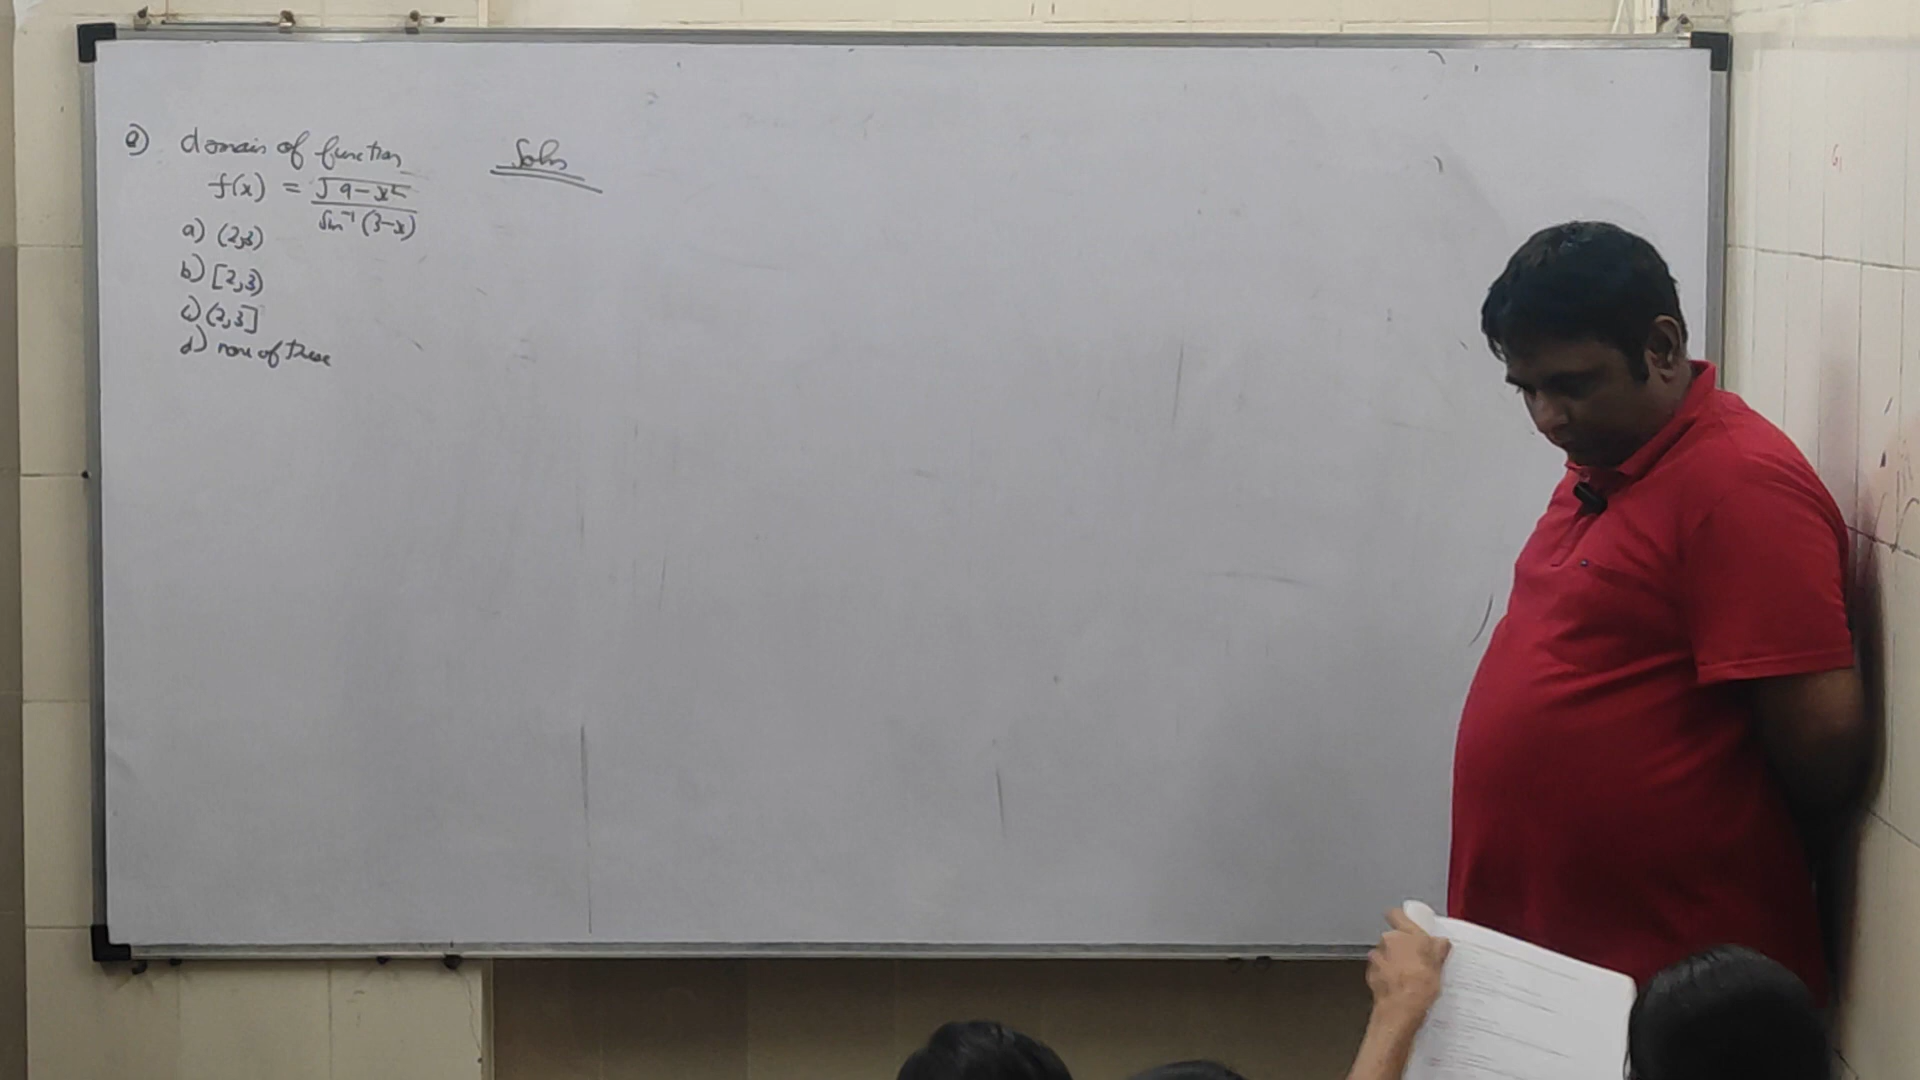 Q) domain of function
f(x) = √9-x² / Sin⁻¹(3-x)
a) (2,3)
b) [2,3)
c) (2,3]
d) none of these
Soln